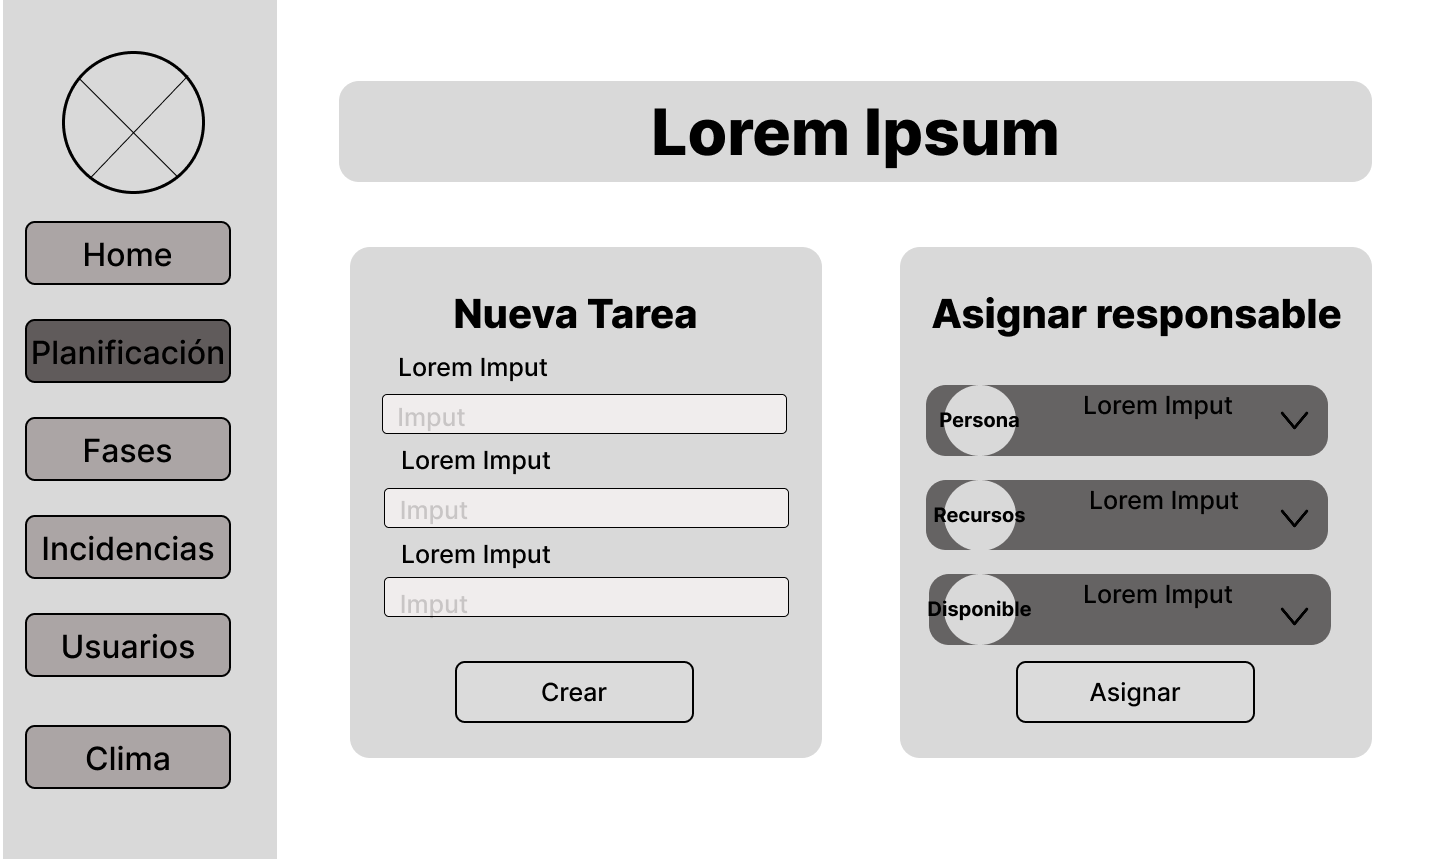 Home
Planificación
Fases
Incidencias
Usuarios
Clima
Lorem Ipsum
Nueva Tarea
Lorem Imput
Imput
Lorem Imput
Imput
Lorem Imput
Imput
Crear
Asignar responsable
Persona
Lorem Imput
Recursos
Lorem Imput
Disponible
Lorem Imput
Asignar